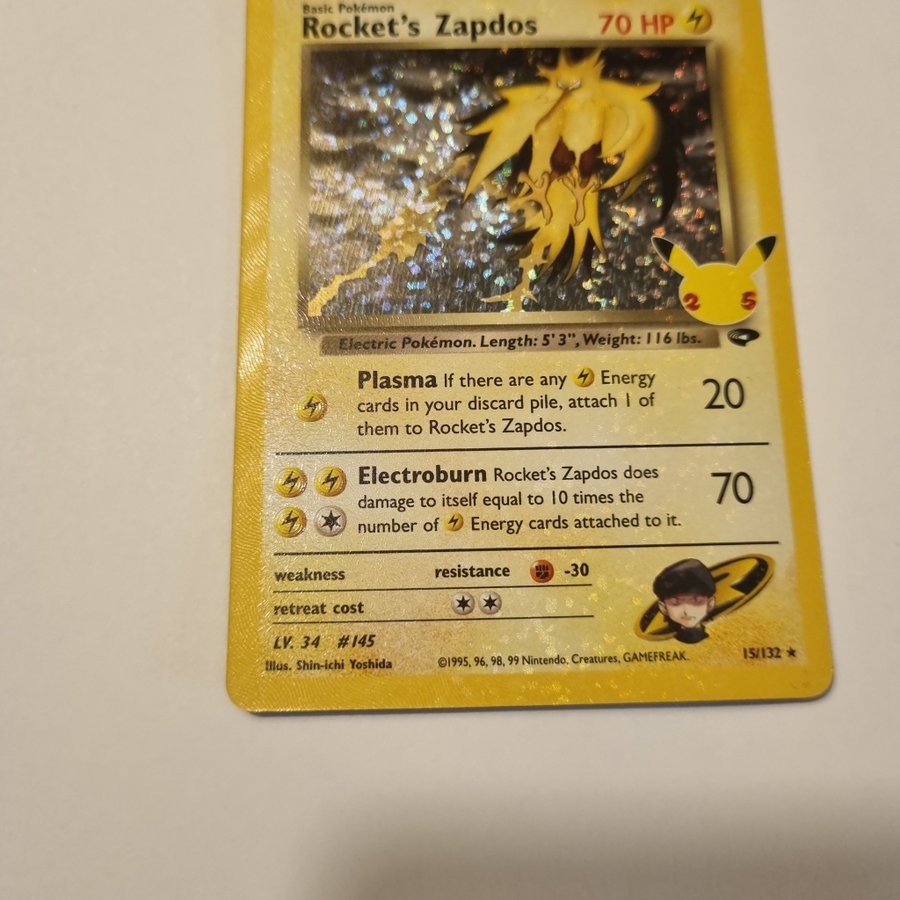 Basic Pokémon
Rocket's Zapdos 70 HP
25
Electric Pokémon. Length: 5' 3", Weight: 116 lbs.
Plasma If there are any Energy
cards in your discard pile, attach 1 of
them to Rocket's Zapdos.
20
Electroburn Rocket's Zapdos does
damage to itself equal to 10 times the
number of Energy cards attached to it.
70
weakness resistance -30
retreat cost
LV. 34 #145
Illus. Shin-ichi Yoshida ©1995, 96, 98, 99 Nintendo, Creatures, GAMEFREAK. 15/132 ★